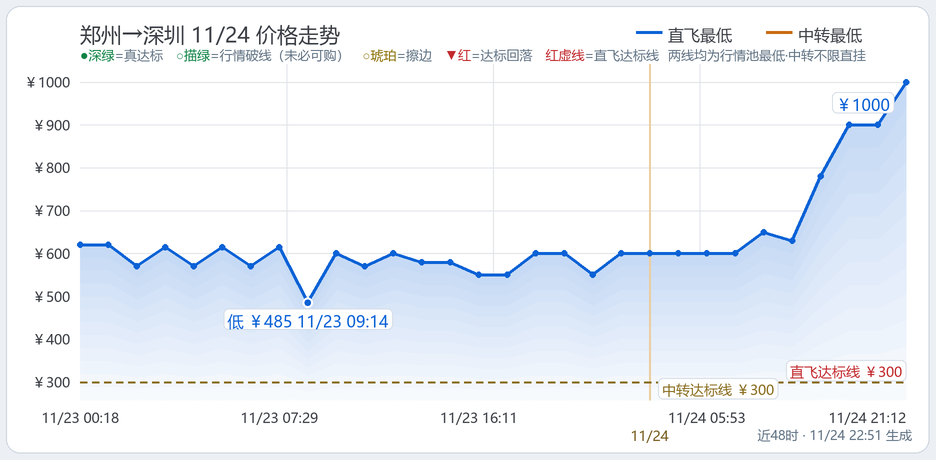 郑州→深圳 11/24 价格走势
直飞最低 中转最低
●深绿=真达标 ○描绿=行情破线（未必可购） ○琥珀=擦边 ▼红=达标回落 红虚线=直飞达标线 两线均为行情池最低·中转不限直挂
¥1000
¥900
¥800
¥700
¥600
¥500
¥400
¥300
¥1000
低 ¥485 11/23 09:14
直飞达标线 ¥300
中转达标线 ¥300
11/23 00:18 11/23 07:29 11/23 16:11 11/24 05:53 11/24 21:12
11/24
近48时 · 11/24 22:51 生成